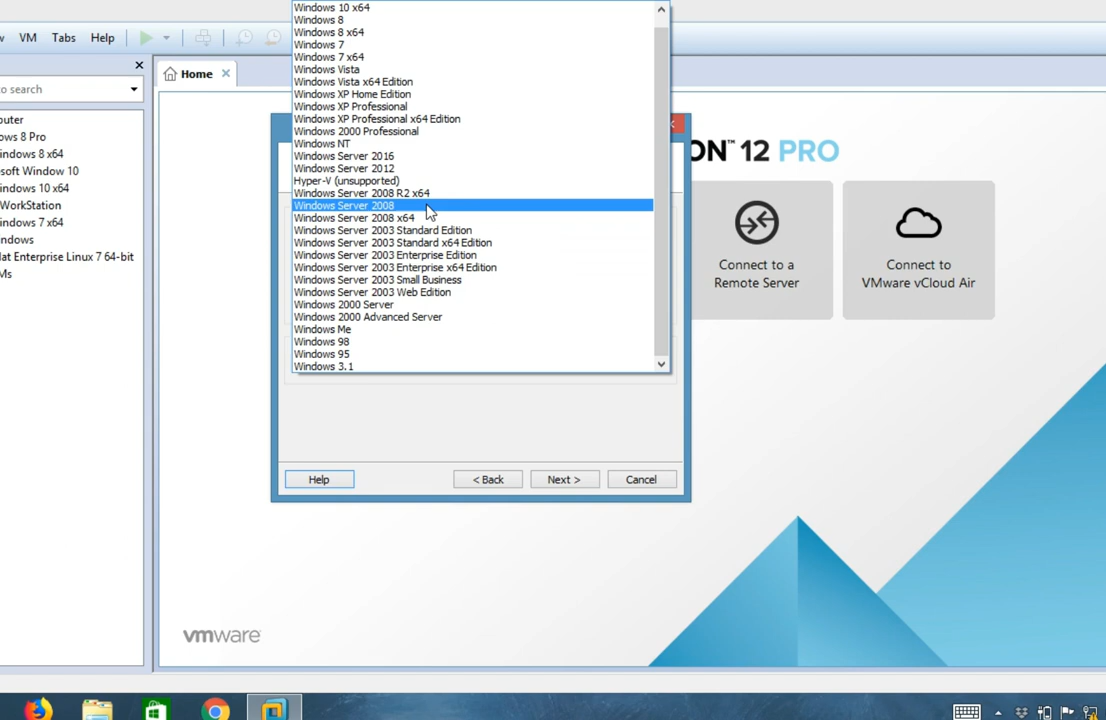 Windows 10 x64
Windows 8
Windows 8 x64
Windows 7
Windows 7 x64
Windows Vista
Windows Vista x64 Edition
Windows XP Home Edition
Windows XP Professional
Windows XP Professional x64 Edition
Windows 2000 Professional
Windows NT
Windows Server 2016
Windows Server 2012
Hyper-V (unsupported)
Windows Server 2008 R2 x64
Windows Server 2008
Windows Server 2008 x64
Windows Server 2003 Standard Edition
Windows Server 2003 Standard x64 Edition
Windows Server 2003 Enterprise Edition
Windows Server 2003 Enterprise x64 Edition
Windows Server 2003 Small Business
Windows Server 2003 Web Edition
Windows 2000 Server
Windows 2000 Advanced Server
Windows Me
Windows 98
Windows 95
Windows 3.1
VM Tabs Help
Home
o search
outer
ows 8 Pro
indows 8 x64
soft Window 10
indows 10 x64
WorkStation
indows 7 x64
indows
at Enterprise Linux 7 64-bit
Ms
ON™ 12 PRO
Connect to a
Remote Server
Connect to
VMware vCloud Air
Help < Back Next > Cancel
vmware